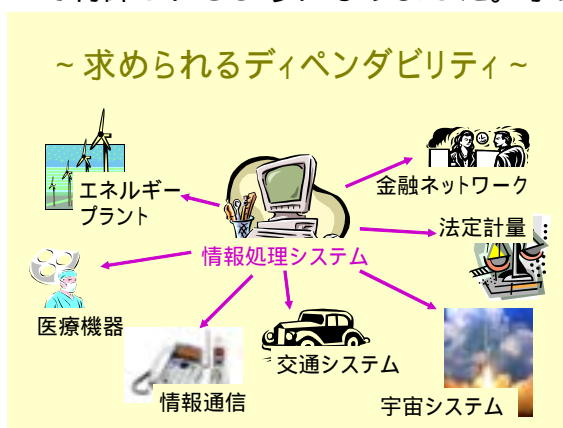 ~求められるディペンダビリティ~
エネルギー
プラント
金融ネットワーク
法定計量
情報処理システム
医療機器
交通システム
情報通信
宇宙システム